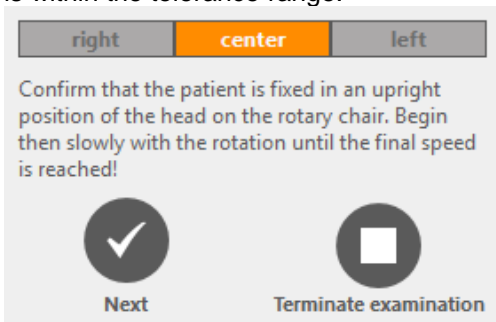 is within the tolerance range.
right center left
Confirm that the patient is fixed in an upright
position of the head on the rotary chair. Begin
then slowly with the rotation until the final speed
is reached!
Next Terminate examination